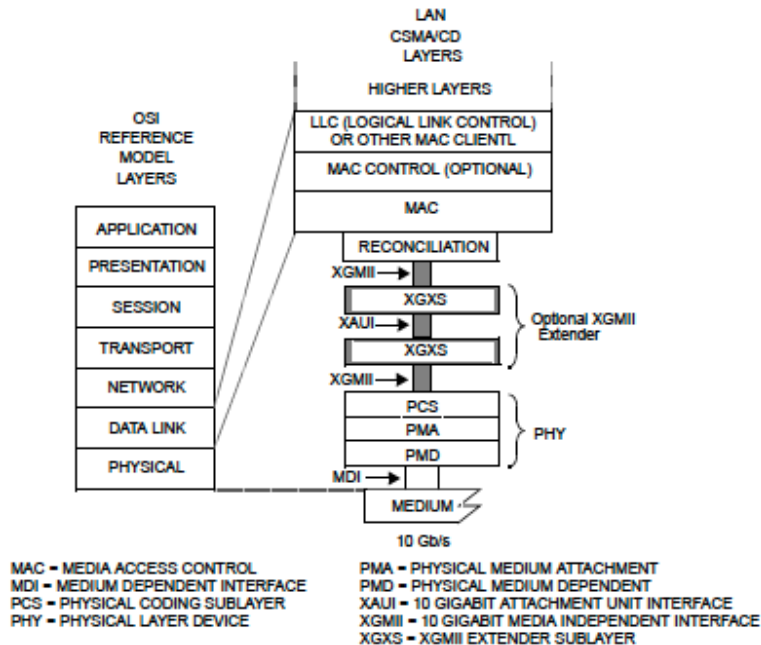 LAN
CSMA/CD
LAYERS
HIGHER LAYERS
LLC (LOGICAL LINK CONTROL)
OR OTHER MAC CLIENTL
MAC CONTROL (OPTIONAL)
MAC
RECONCILIATION
XGMII
XGXS
XAUI
XGXS
Optional XGMII
Extender
XGMII
PCS
PMA
PMD
PHY
MDI
MEDIUM
10 Gb/s
OSI
REFERENCE
MODEL
LAYERS
APPLICATION
PRESENTATION
SESSION
TRANSPORT
NETWORK
DATA LINK
PHYSICAL
MAC = MEDIA ACCESS CONTROL
MDI = MEDIUM DEPENDENT INTERFACE
PCS = PHYSICAL CODING SUBLAYER
PHY = PHYSICAL LAYER DEVICE
PMA = PHYSICAL MEDIUM ATTACHMENT
PMD = PHYSICAL MEDIUM DEPENDENT
XAUI = 10 GIGABIT ATTACHMENT UNIT INTERFACE
XGMII = 10 GIGABIT MEDIA INDEPENDENT INTERFACE
XGXS = XGMII EXTENDER SUBLAYER